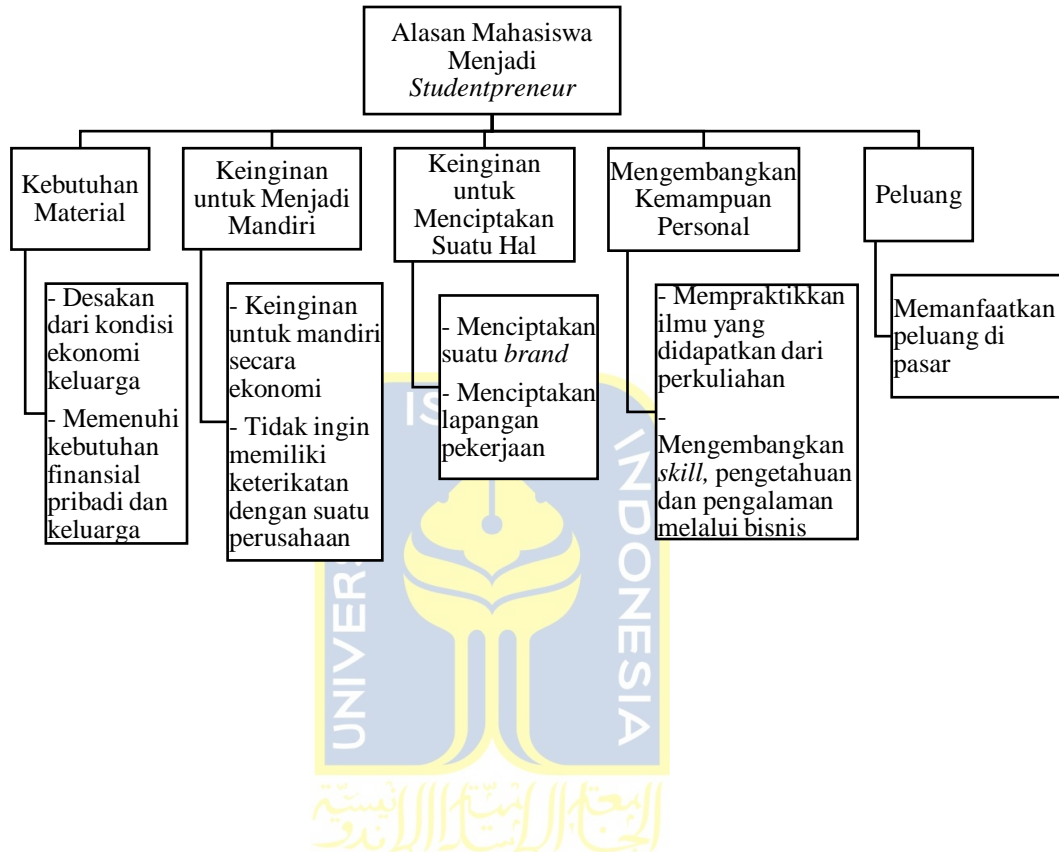 Alasan Mahasiswa
Menjadi
Studentpreneur
Kebutuhan
Material
Keinginan
untuk Menjadi
Mandiri
Keinginan
untuk
Menciptakan
Suatu Hal
Mengembangkan
Kemampuan
Personal
Peluang
- Desakan
dari kondisi
ekonomi
keluarga
- Memenuhi
kebutuhan
finansial
pribadi dan
keluarga
- Keinginan
untuk mandiri
secara
ekonomi
- Tidak ingin
memiliki
keterikatan
dengan suatu
perusahaan
- Menciptakan
suatu brand
- Menciptakan
lapangan
pekerjaan
- Mempraktikkan
ilmu yang
didapatkan dari
perkuliahan
-
Mengembangkan
skill, pengetahuan
dan pengalaman
melalui bisnis
Memanfaatkan
peluang di
pasar
UNIVERS
IS
INDONESIA